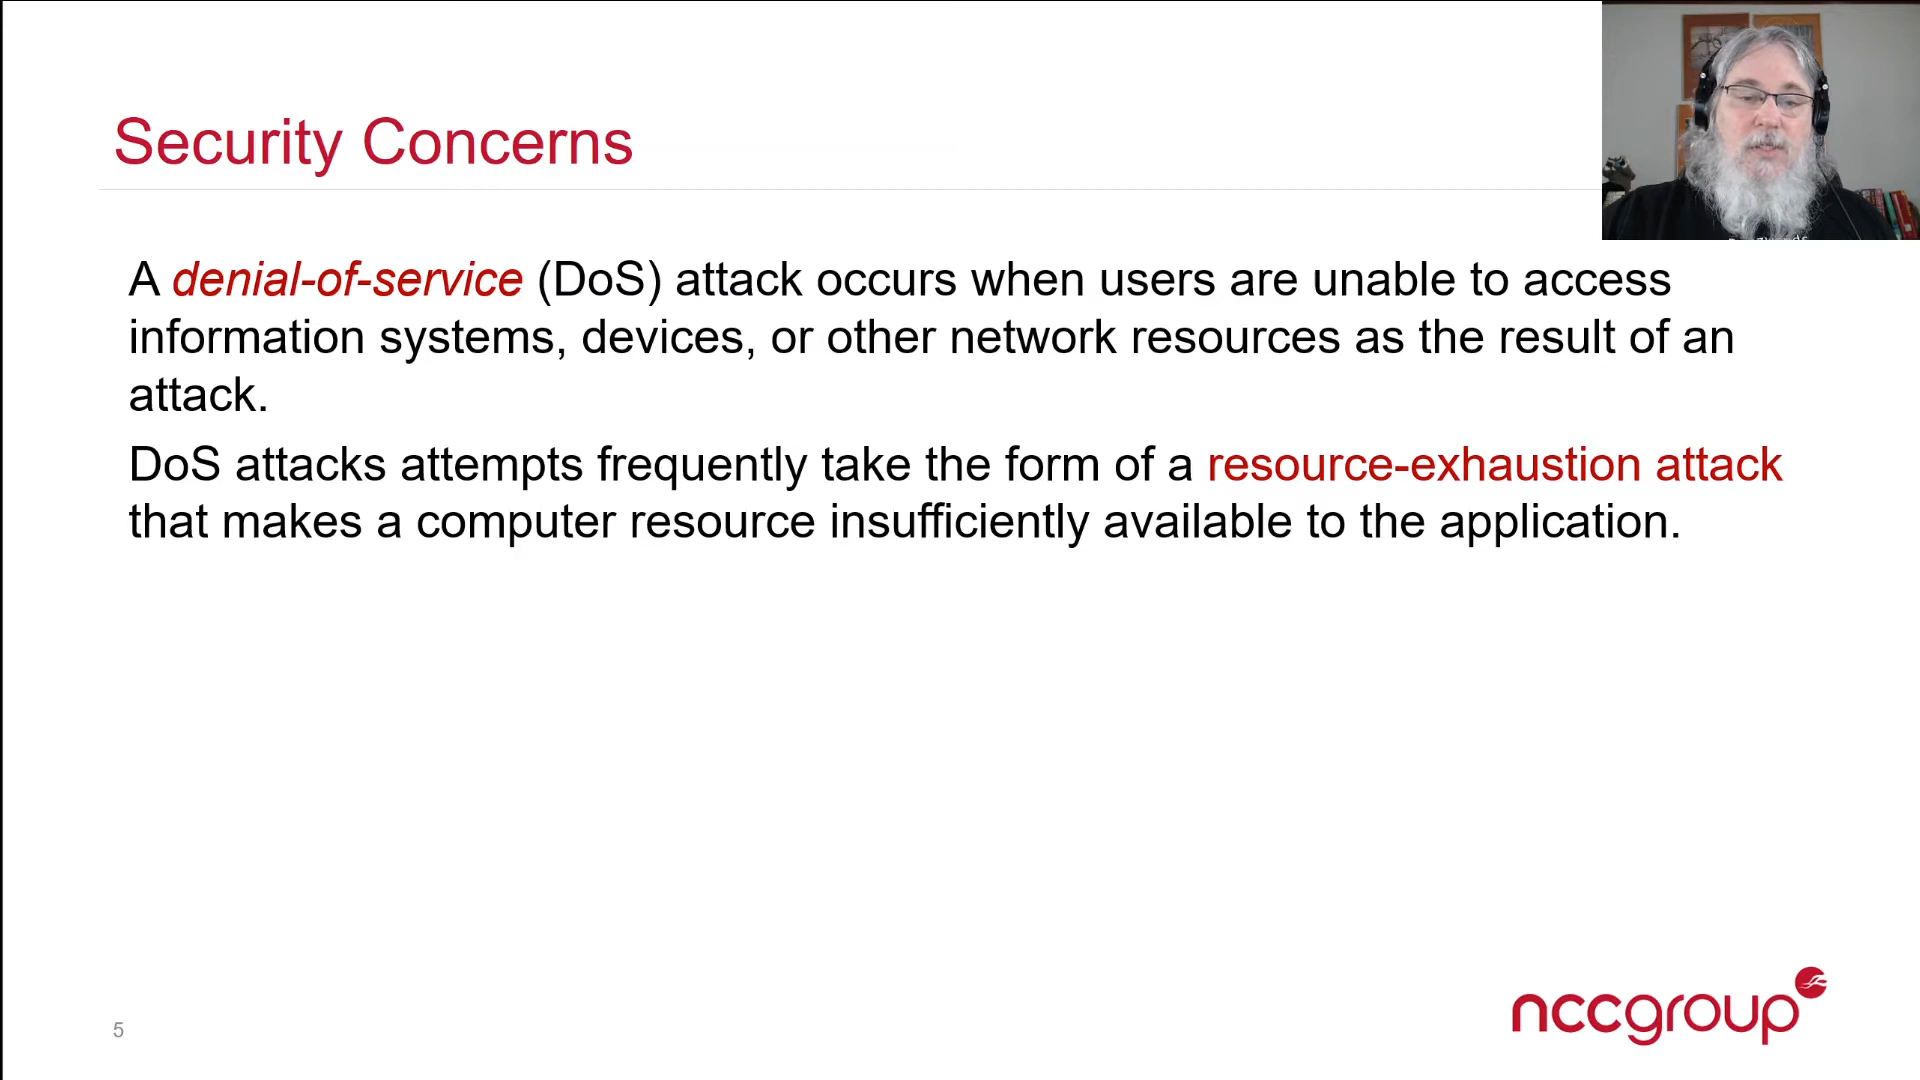 Security Concerns
A denial-of-service (DoS) attack occurs when users are unable to access
information systems, devices, or other network resources as the result of an
attack.
DoS attacks attempts frequently take the form of a resource-exhaustion attack
that makes a computer resource insufficiently available to the application.
5
nccgroup